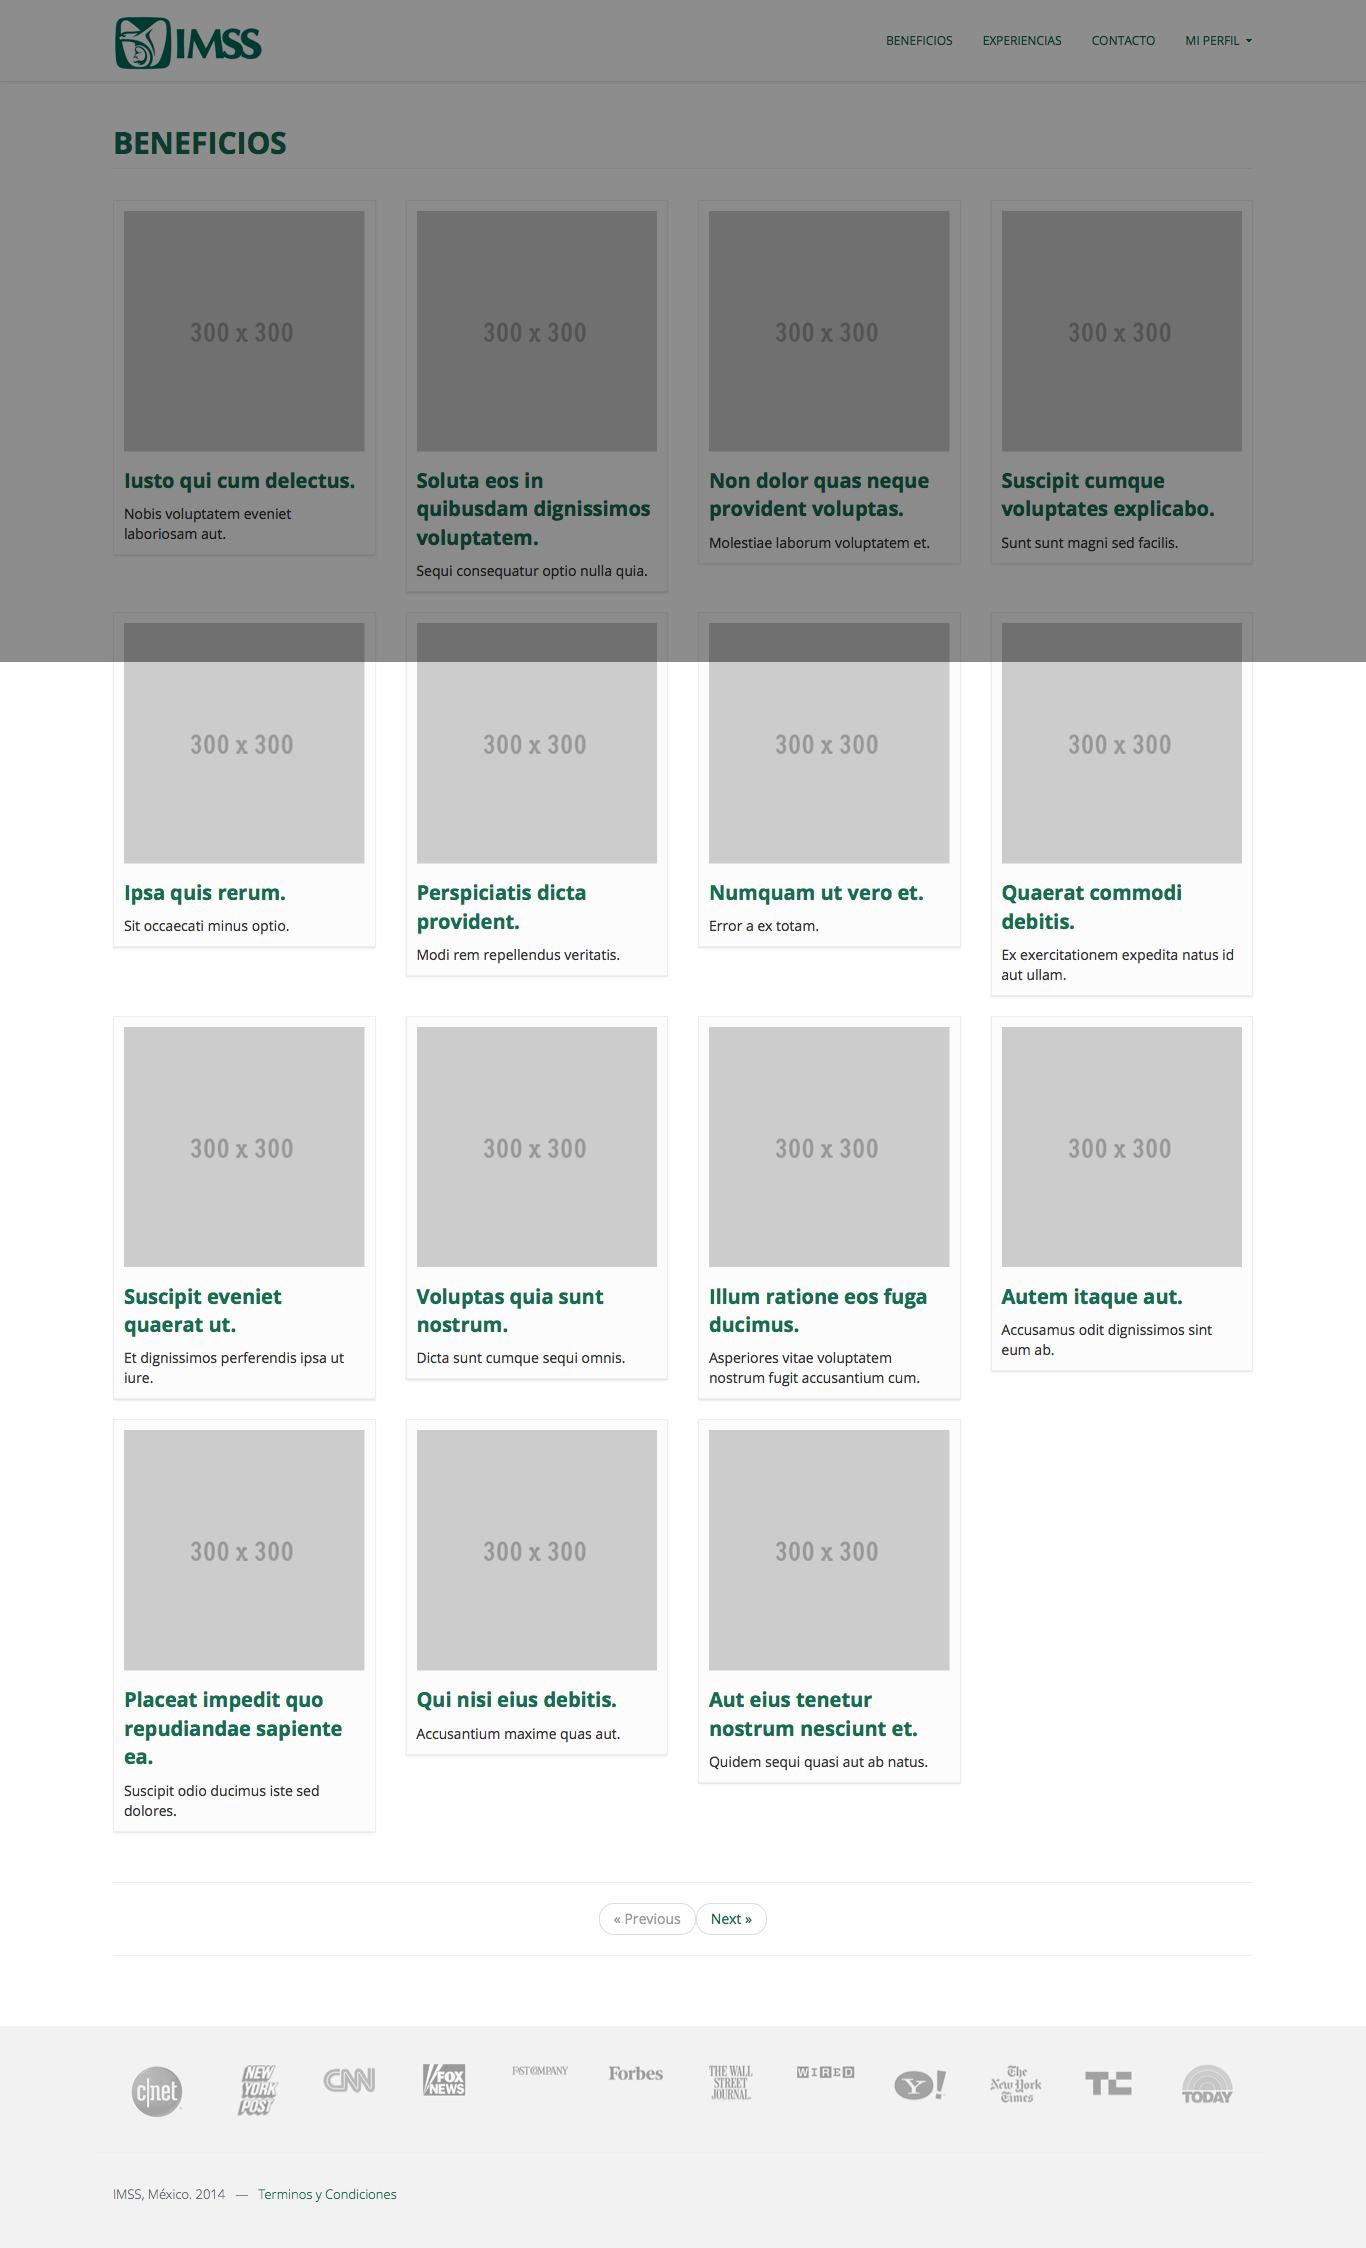 IMSS
BENEFICIOS EXPERIENCIAS CONTACTO MI PERFIL
BENEFICIOS
300 x 300 300 x 300 300 x 300 300 x 300
Iusto qui cum delectus.
Nobis voluptatem eveniet
laboriosam aut.
Soluta eos in
quibusdam dignissimos
voluptatem.
Sequi consequatur optio nulla quia.
Non dolor quas neque
provident voluptas.
Molestiae laborum voluptatem et.
Suscipit cumque
voluptates explicabo.
Sunt sunt magni sed facilis.
300 x 300 300 x 300 300 x 300 300 x 300
Ipsa quis rerum.
Sit occaecati minus optio.
Perspiciatis dicta
provident.
Modi rem repellendus veritatis.
Numquam ut vero et.
Error a ex totam.
Quaerat commodi
debitis.
Ex exercitationem expedita natus id
aut ullam.
300 x 300 300 x 300 300 x 300 300 x 300
Suscipit eveniet
quaerat ut.
Et dignissimos perferendis ipsa ut
iure.
Voluptas quia sunt
nostrum.
Dicta sunt cumque sequi omnis.
Illum ratione eos fuga
ducimus.
Asperiores vitae voluptatem
nostrum fugit accusantium cum.
Autem itaque aut.
Accusamus odit dignissimos sint
eum ab.
300 x 300 300 x 300 300 x 300
Placeat impedit quo
repudiandae sapiente
ea.
Suscipit odio ducimus iste sed
dolores.
Qui nisi eius debitis.
Accusantium maxime quas aut.
Aut eius tenetur
nostrum nesciunt et.
Quidem sequi quasi aut ab natus.
« Previous Next »
c|net
NEW
YORK
POST
CNN
FOX
NEWS
FAST COMPANY
Forbes
THE WALL
STREET
JOURNAL.
WIRED
Y!
The
New York
Times
TC
TODAY
IMSS, México. 2014 — Terminos y Condiciones